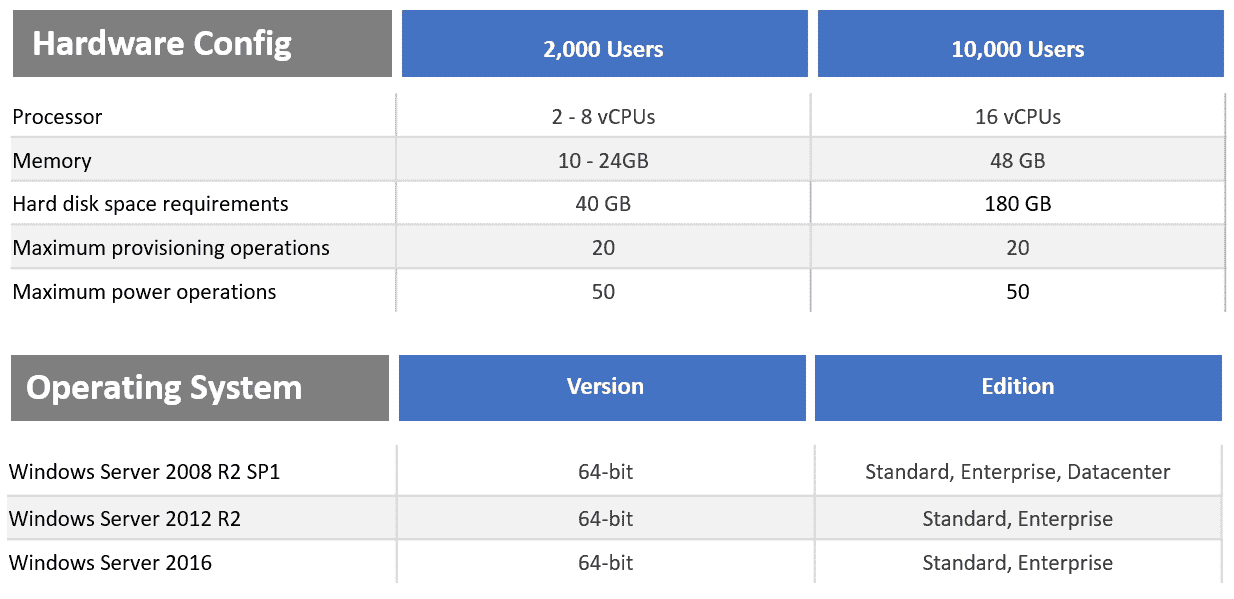 Hardware Config 2,000 Users 10,000 Users
Processor 2 - 8 vCPUs 16 vCPUs
Memory 10 - 24GB 48 GB
Hard disk space requirements 40 GB 180 GB
Maximum provisioning operations 20 20
Maximum power operations 50 50
Operating System Version Edition
Windows Server 2008 R2 SP1 64-bit Standard, Enterprise, Datacenter
Windows Server 2012 R2 64-bit Standard, Enterprise
Windows Server 2016 64-bit Standard, Enterprise